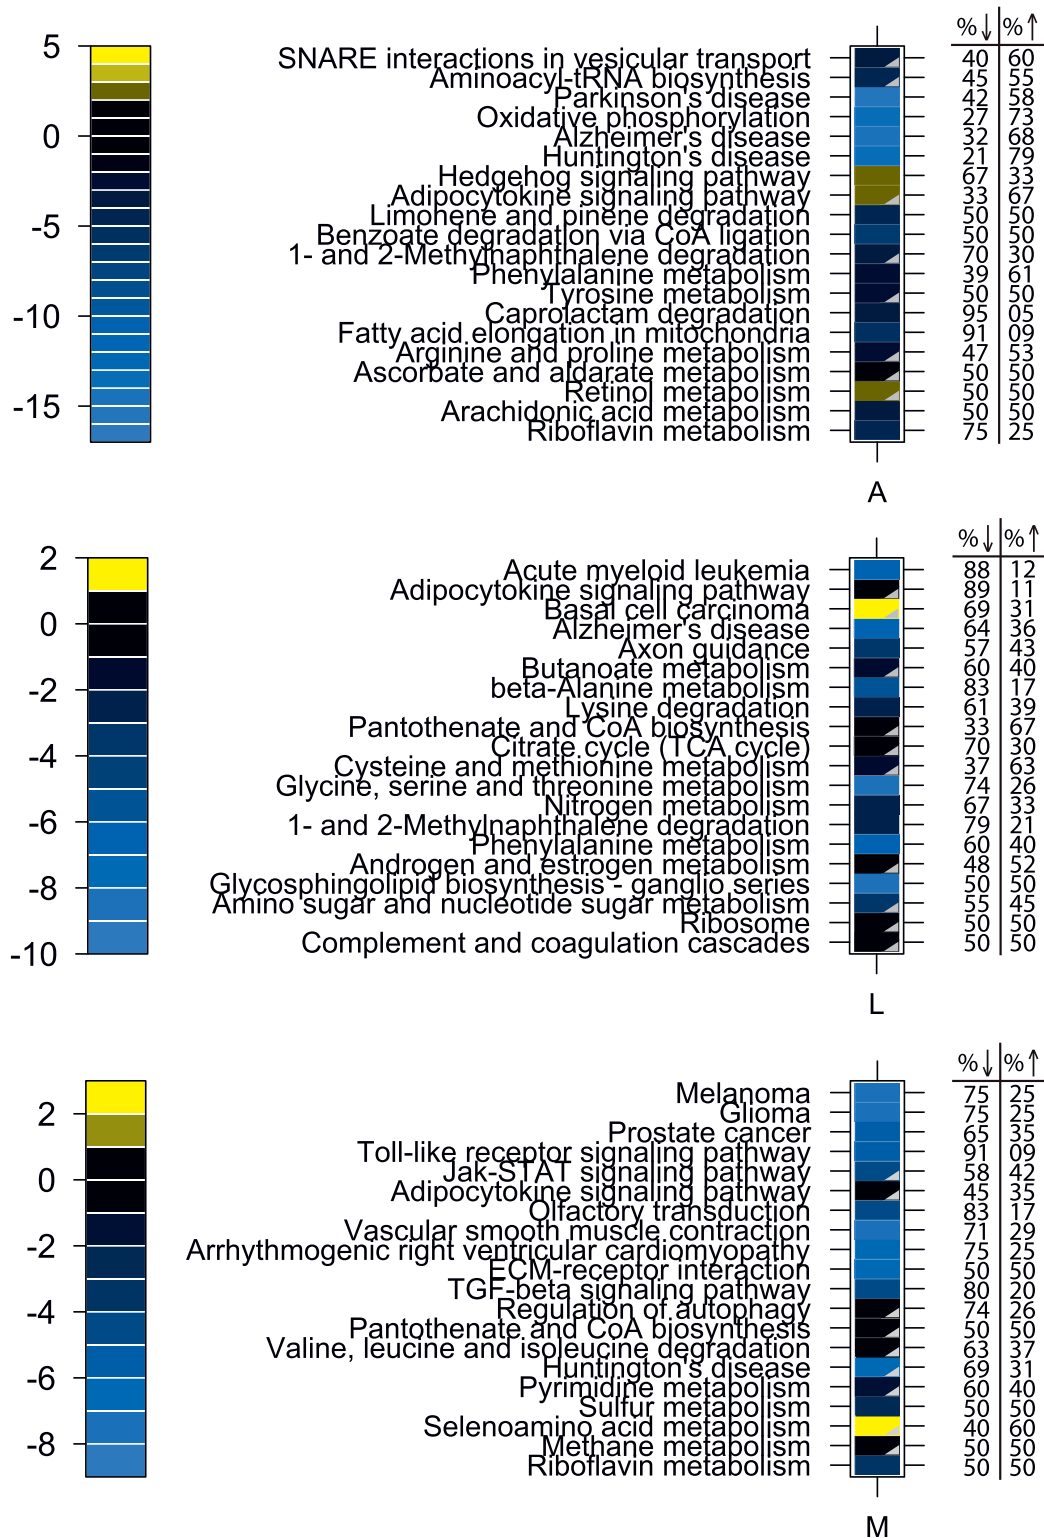 % ↓ % ↑
5
0
-5
-10
-15
SNARE interactions in vesicular transport 40 60
Aminoacyl-tRNA biosynthesis 45 55
Parkinson's disease 42 58
Oxidative phosphorylation 27 73
Alzheimer's disease 32 68
Huntington's disease 21 79
Hedgehog signaling pathway 67 33
Adipocytokine signaling pathway 33 67
Limonene and pinene degradation 50 50
Benzoate degradation via CoA ligation 50 50
1- and 2-Methylnaphthalene degradation 70 30
Phenylalanine metabolism 39 61
Tyrosine metabolism 50 50
Caprolactam degradation 95 05
Fatty acid elongation in mitochondria 91 09
Arginine and proline metabolism 47 53
Ascorbate and aldarate metabolism 50 50
Retinol metabolism 50 50
Arachidonic acid metabolism 50 50
Riboflavin metabolism 75 25
A
% ↓ % ↑
2
0
-2
-4
-6
-8
-10
Acute myeloid leukemia 88 12
Adipocytokine signaling pathway 89 11
Basal cell carcinoma 69 31
Alzheimer's disease 64 36
Axon guidance 57 43
Butanoate metabolism 60 40
beta-Alanine metabolism 83 17
Lysine degradation 61 39
Pantothenate and CoA biosynthesis 33 67
Citrate cycle (TCA cycle) 70 30
Cysteine and methionine metabolism 37 63
Glycine, serine and threonine metabolism 74 26
Nitrogen metabolism 67 33
1- and 2-Methylnaphthalene degradation 79 21
Phenylalanine metabolism 60 40
Androgen and estrogen metabolism 48 52
Glycosphingolipid biosynthesis - ganglio series 50 50
Amino sugar and nucleotide sugar metabolism 55 45
Ribosome 50 50
Complement and coagulation cascades 50 50
L
% ↓ % ↑
2
0
-2
-4
-6
-8
Melanoma 75 25
Glioma 75 25
Prostate cancer 65 35
Toll-like receptor signaling pathway 91 09
Jak-STAT signaling pathway 58 42
Adipocytokine signaling pathway 45 35
Olfactory transduction 83 17
Vascular smooth muscle contraction 71 29
Arrhythmogenic right ventricular cardiomyopathy 75 25
ECM-receptor interaction 50 50
TGF-beta signaling pathway 80 20
Regulation of autophagy 74 26
Pantothenate and CoA biosynthesis 50 50
Valine, leucine and isoleucine degradation 63 37
Huntington's disease 69 31
Pyrimidine metabolism 60 40
Sulfur metabolism 50 50
Selenoamino acid metabolism 40 60
Methane metabolism 50 50
Riboflavin metabolism 50 50
M